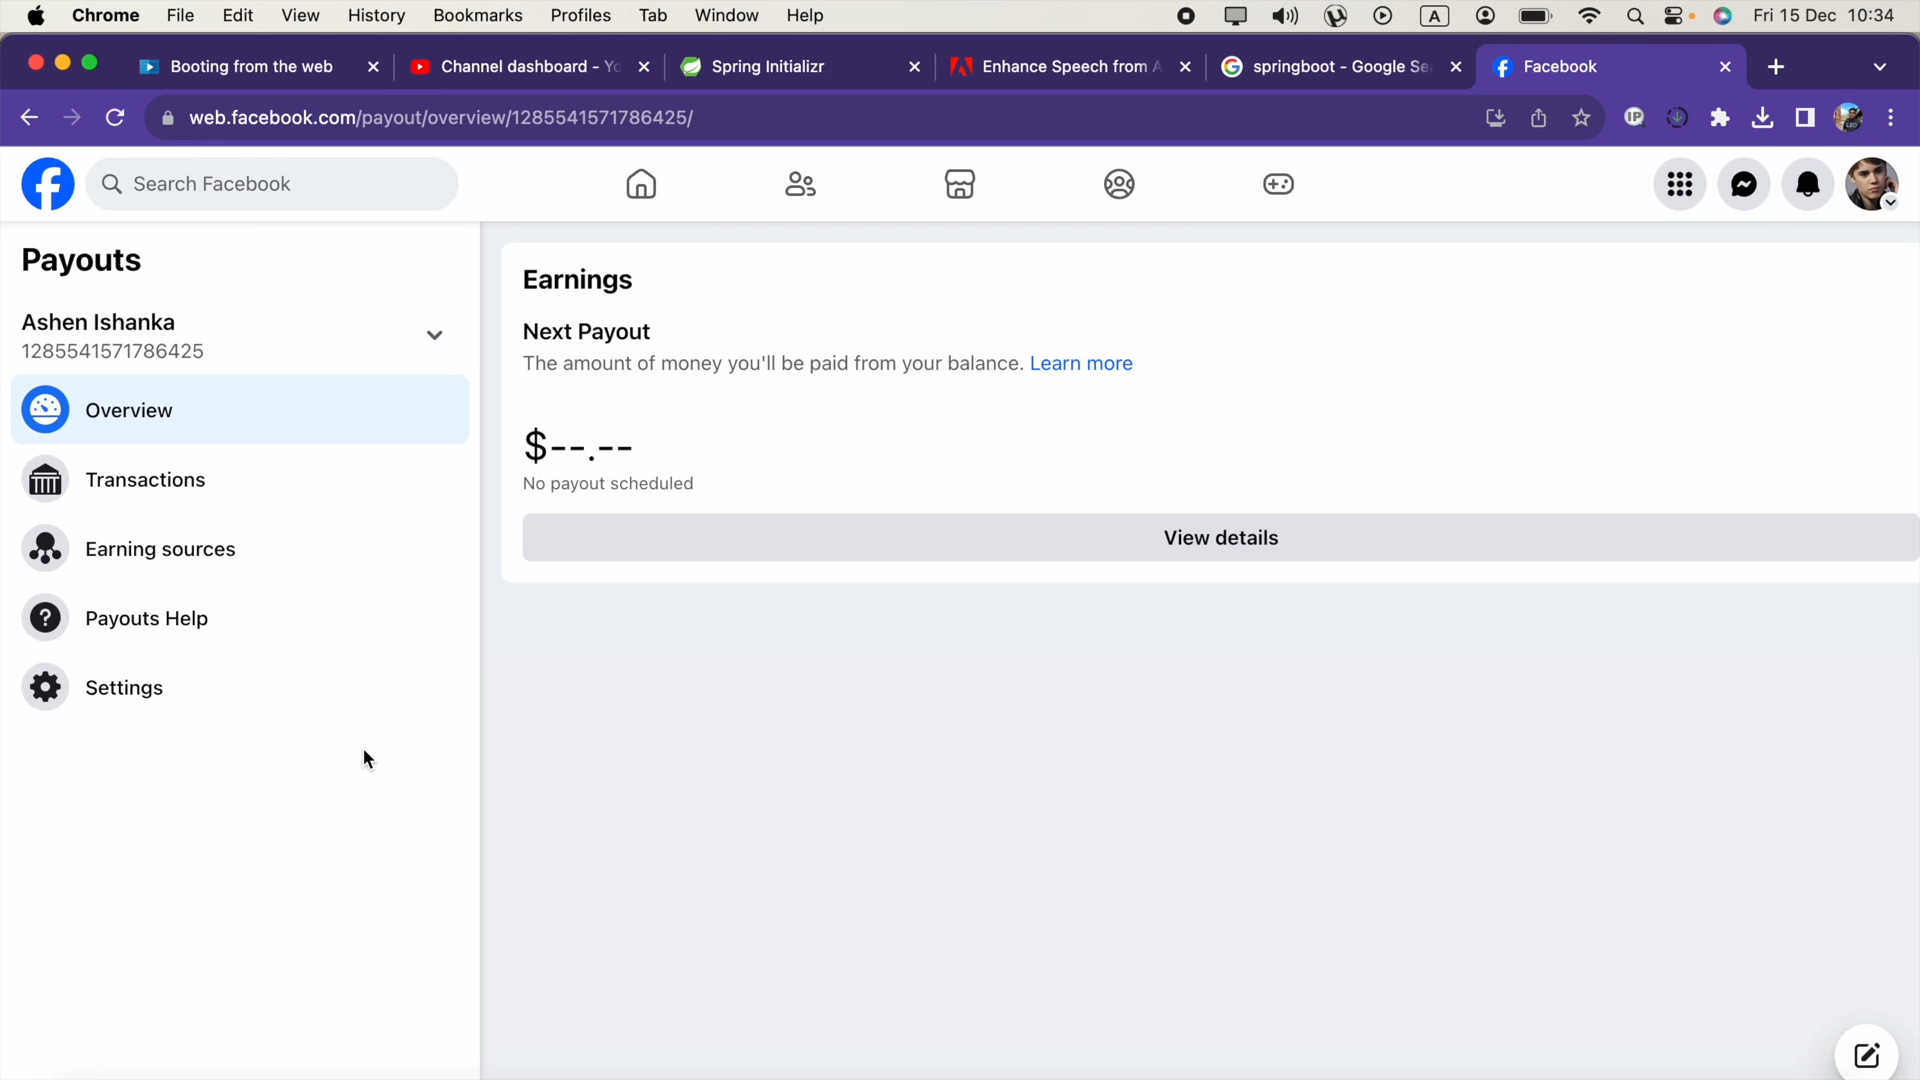 Chrome File Edit View History Bookmarks Profiles Tab Window Help A Fri 15 Dec 10:34
Booting from the web Channel dashboard - Yo Spring Initializr Enhance Speech from A springboot - Google Se Facebook
web.facebook.com/payout/overview/1285541571786425/ IP
Search Facebook
Payouts
Ashen Ishanka
1285541571786425
Overview
Transactions
Earning sources
Payouts Help
Settings
Earnings
Next Payout
The amount of money you'll be paid from your balance. Learn more
$--.--
No payout scheduled
View details